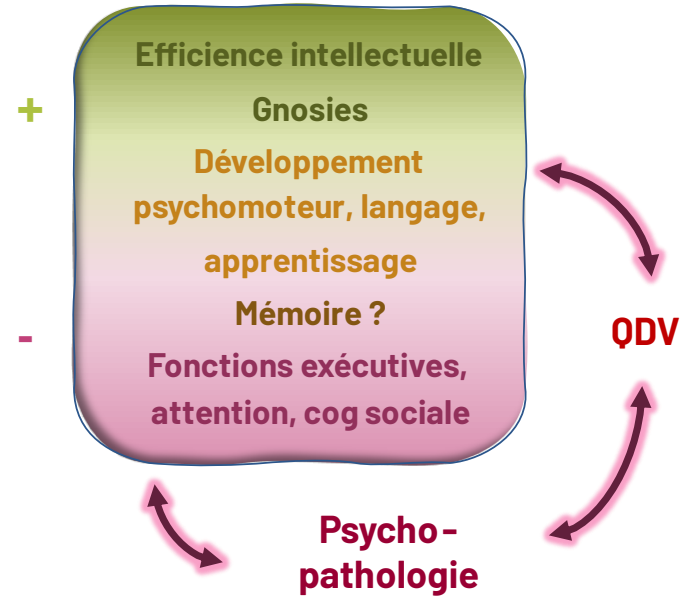 Efficience intellectuelle
+
Gnosies
Développement
psychomoteur, langage,
apprentissage
Mémoire ?
-
QDV
Fonctions exécutives,
attention, cog sociale
Psycho-
pathologie